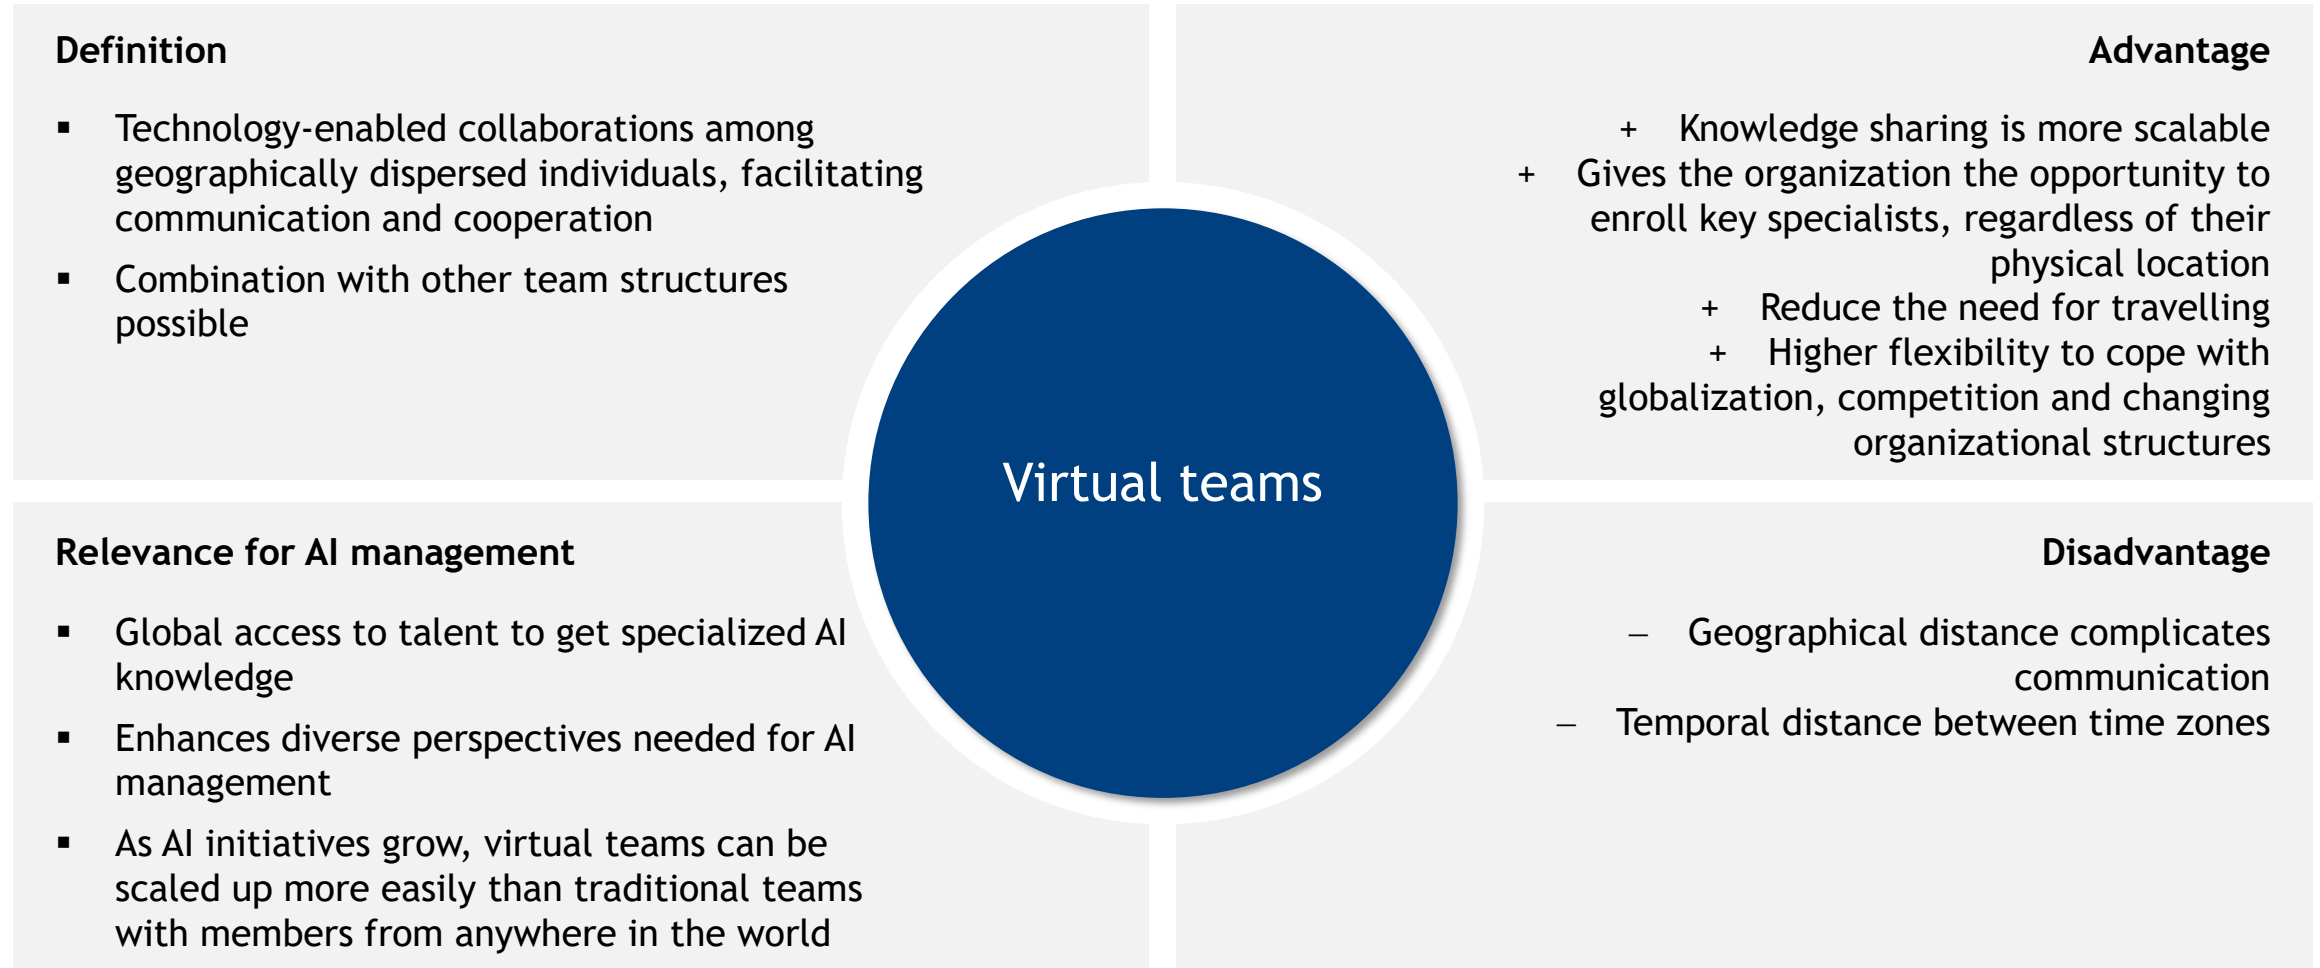 Definition
▪ Technology-enabled collaborations among
geographically dispersed individuals, facilitating
communication and cooperation
▪ Combination with other team structures
possible
Advantage
+ Knowledge sharing is more scalable
+ Gives the organization the opportunity to
enroll key specialists, regardless of their
physical location
+ Reduce the need for travelling
+ Higher flexibility to cope with
globalization, competition and changing
organizational structures
Virtual teams
Relevance for AI management
▪ Global access to talent to get specialized AI
knowledge
▪ Enhances diverse perspectives needed for AI
management
▪ As AI initiatives grow, virtual teams can be
scaled up more easily than traditional teams
with members from anywhere in the world
Disadvantage
– Geographical distance complicates
communication
– Temporal distance between time zones